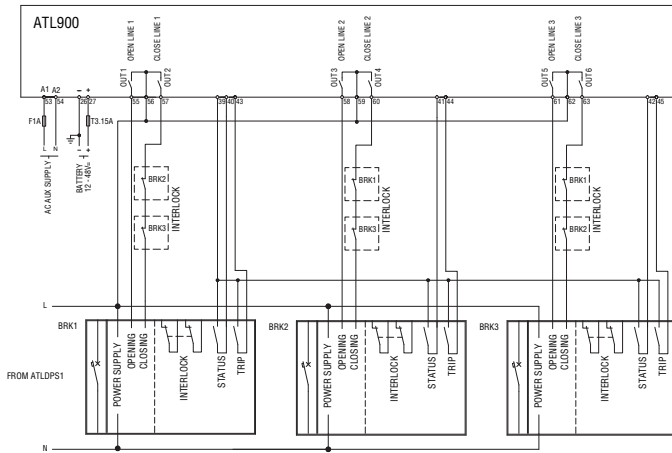 ATL900
OPEN LINE 1
CLOSE LINE 1
OPEN LINE 2
CLOSE LINE 2
OPEN LINE 3
CLOSE LINE 3
OUT1
OUT2
OUT3
OUT4
OUT5
OUT6
A1 A2
- +
53 54
26 27
55 56 57
39 40 43
58 59 60
41 44
61 62 63
42 45
F1A
T3.15A
L N
- +
AC AUX SUPPLY
BATTERY
12 -48V=
BRK2
BRK3
INTERLOCK
BRK1
BRK3
INTERLOCK
BRK1
BRK2
INTERLOCK
L
BRK1
POWER SUPPLY
OPENING
CLOSING
INTERLOCK
STATUS
TRIP
BRK2
POWER SUPPLY
OPENING
CLOSING
INTERLOCK
STATUS
TRIP
BRK3
POWER SUPPLY
OPENING
CLOSING
INTERLOCK
STATUS
TRIP
FROM ATLDPS1
N